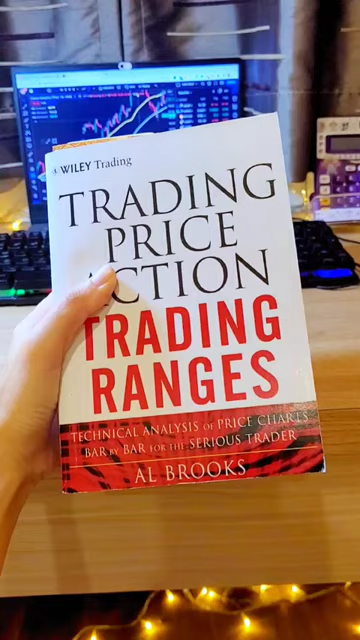 WILEY Trading
TRADING
PRICE
ACTION
TRADING
RANGES
TECHNICAL ANALYSIS OF PRICE CHARTS
BAR BY BAR FOR THE SERIOUS TRADER
AL BROOKS